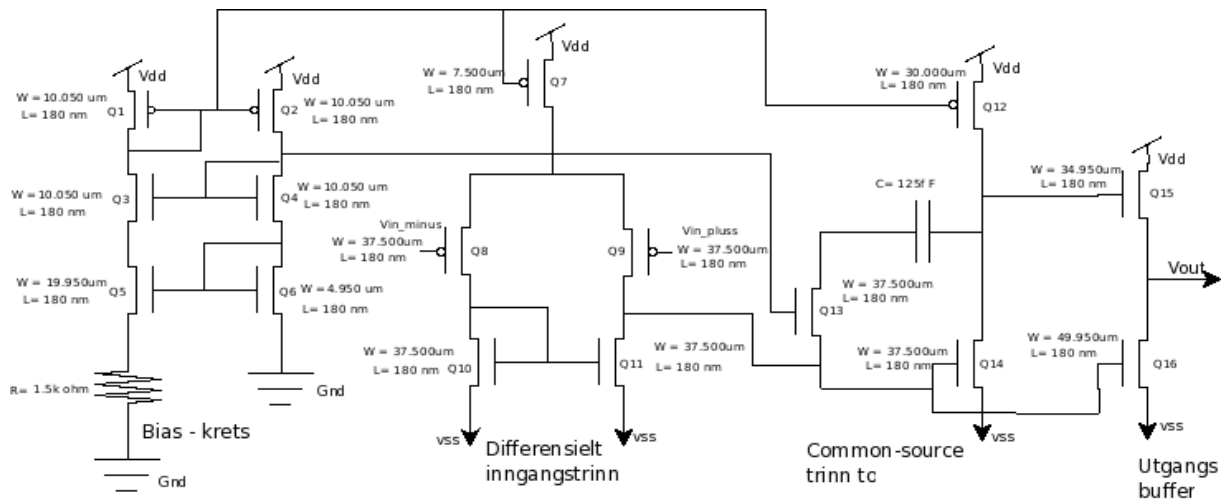 Vdd
W = 10.050 um
L= 180 nm
Q1
Vdd
Q2
W =10.050 um
L= 180 nm
W = 7.500um
L= 180 nm
Vdd
Q7
W = 30.000um
L= 180 nm
Vdd
Q12
W = 10.050 um
L= 180 nm
Q3
W =10.050 um
L= 180 nm
Q4
C= 125f F
W = 34.950um
L= 180 nm
Vdd
Q15
Vin_minus
W = 37.500um
L= 180 nm
Q8
Q9
Vin_pluss
W = 37.500um
L= 180 nm
W = 19.950um
L= 180 nm
Q5
Q6
W = 4.950 um
L= 180 nm
W = 37.500um
L= 180 nm
Q13
Vout
W = 37.500um
L= 180 nm
Q10
Q11
W = 37.500um
L= 180 nm
W = 37.500um
L= 180 nm
Q14
W = 49.950um
L= 180 nm
Q16
R= 1.5k ohm
Gnd
Gnd
vss
vss
vss
vss
Bias - krets
Differensielt
inngangstrinn
Common-source
trinn tc
Utgangs
buffer